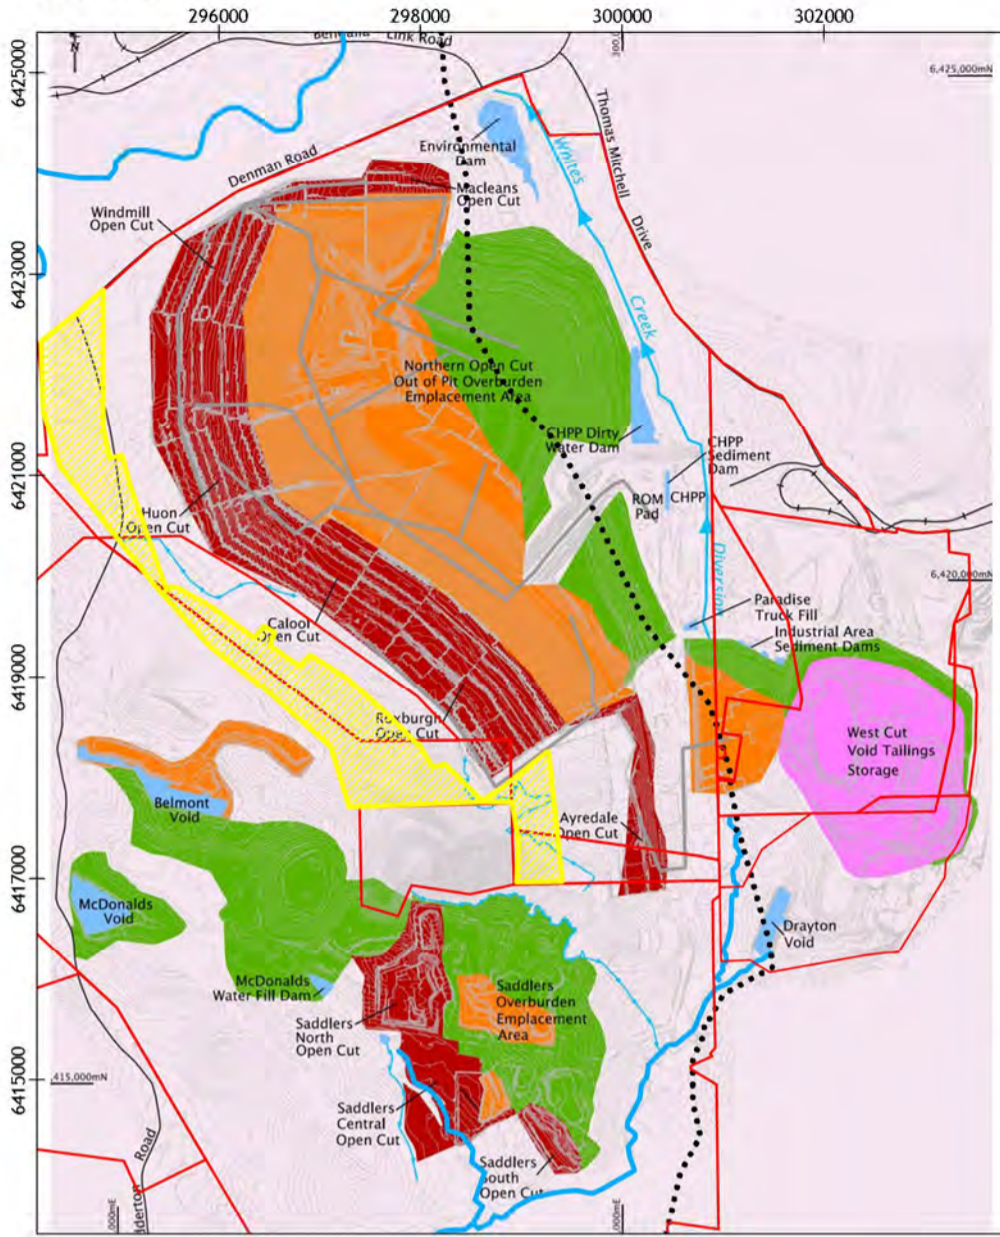 296000
298000
300000
302000
6425000
6423000
6421000
6419000
6417000
6415000
N
Link Road
6,425,000mN
Denman Road
Thomas Mitchell Drive
Environmental
Dam
Whites
Creek
Diversion
Macleans
Open Cut
Windmill
Open Cut
Northern Open Cut
Out of Pit Overburden
Emplacement Area
CHPP Dirty
Water Dam
CHPP
Sediment
Dam
ROM
Pad
CHPP
Huon
Open Cut
6,420,000mN
Paradise
Truck Fill
Industrial Area
Sediment Dams
Calool
Open Cut
Roxburgh
Open Cut
West Cut
Void Tailings
Storage
Belmont
Void
Ayredale
Open Cut
McDonalds
Void
Drayton
Void
McDonalds
Water Fill Dam
Saddlers
Overburden
Emplacement
Area
Saddlers
North
Open Cut
415,000mN
Saddlers
Central
Open Cut
Saddlers
South
Open Cut
Road
,000mE
,000mE